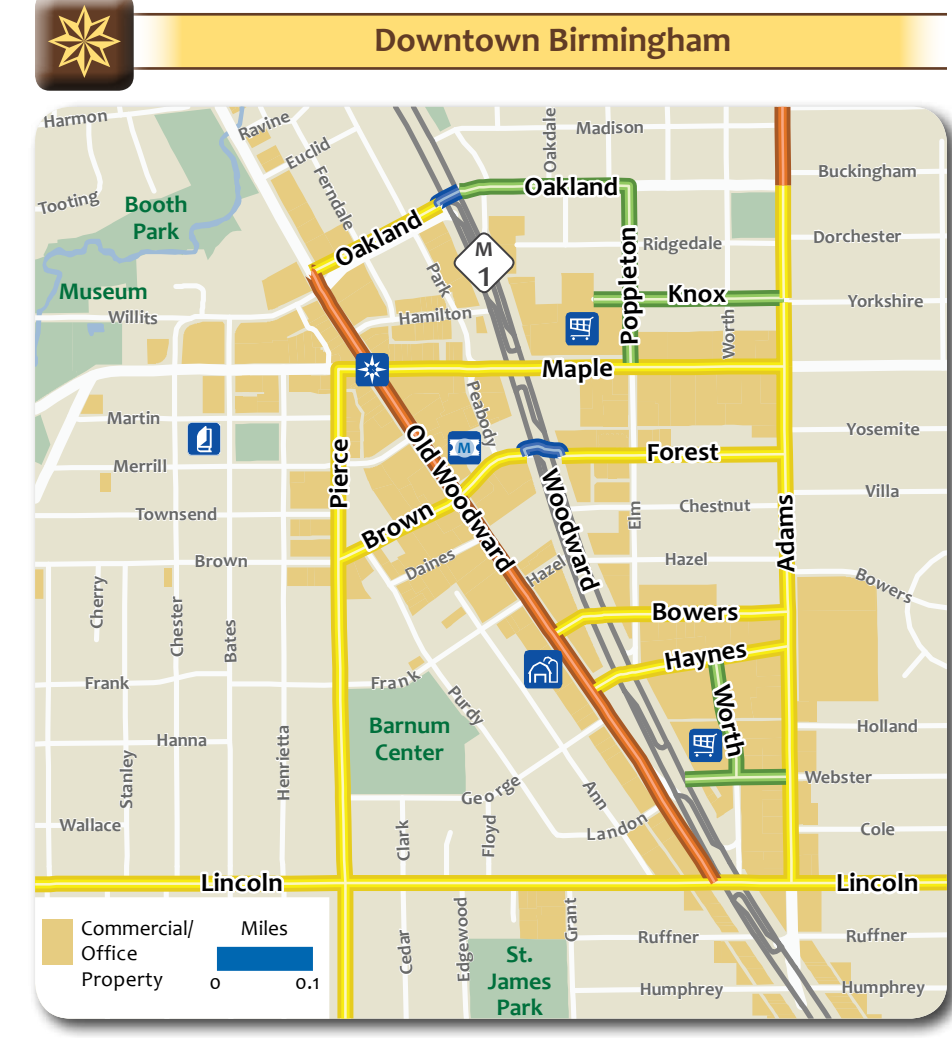 Downtown Birmingham
Harmon
Ravine
Oakdale
Madison
Euclid
Buckingham
Ferndale
Oakland
Tooting
Booth
Park
Oakland
Dorchester
Ridgedale
M
1
Park
Poppleton
Museum
Knox
Yorkshire
Willits
Hamilton
Worth
Maple
Peabody
Martin
Yosemite
Old Woodward
M
Merrill
Pierce
Forest
Woodward
Villa
Townsend
Brown
Elm
Chestnut
Adams
Brown
Daines
Hazel
Hazel
Bowers
Cherry
Chester
Bates
Bowers
Haynes
Frank
Frank
Purdy
Worth
Barnum
Center
Hanna
Holland
Henrietta
Stanley
Webster
George
Ann
Wallace
Clark
Floyd
Landon
Cole
Lincoln
Lincoln
Commercial/
Office
Property
Miles
0
0.1
Cedar
Edgewood
Grant
Ruffner
Ruffner
St.
James
Park
Humphrey
Humphrey